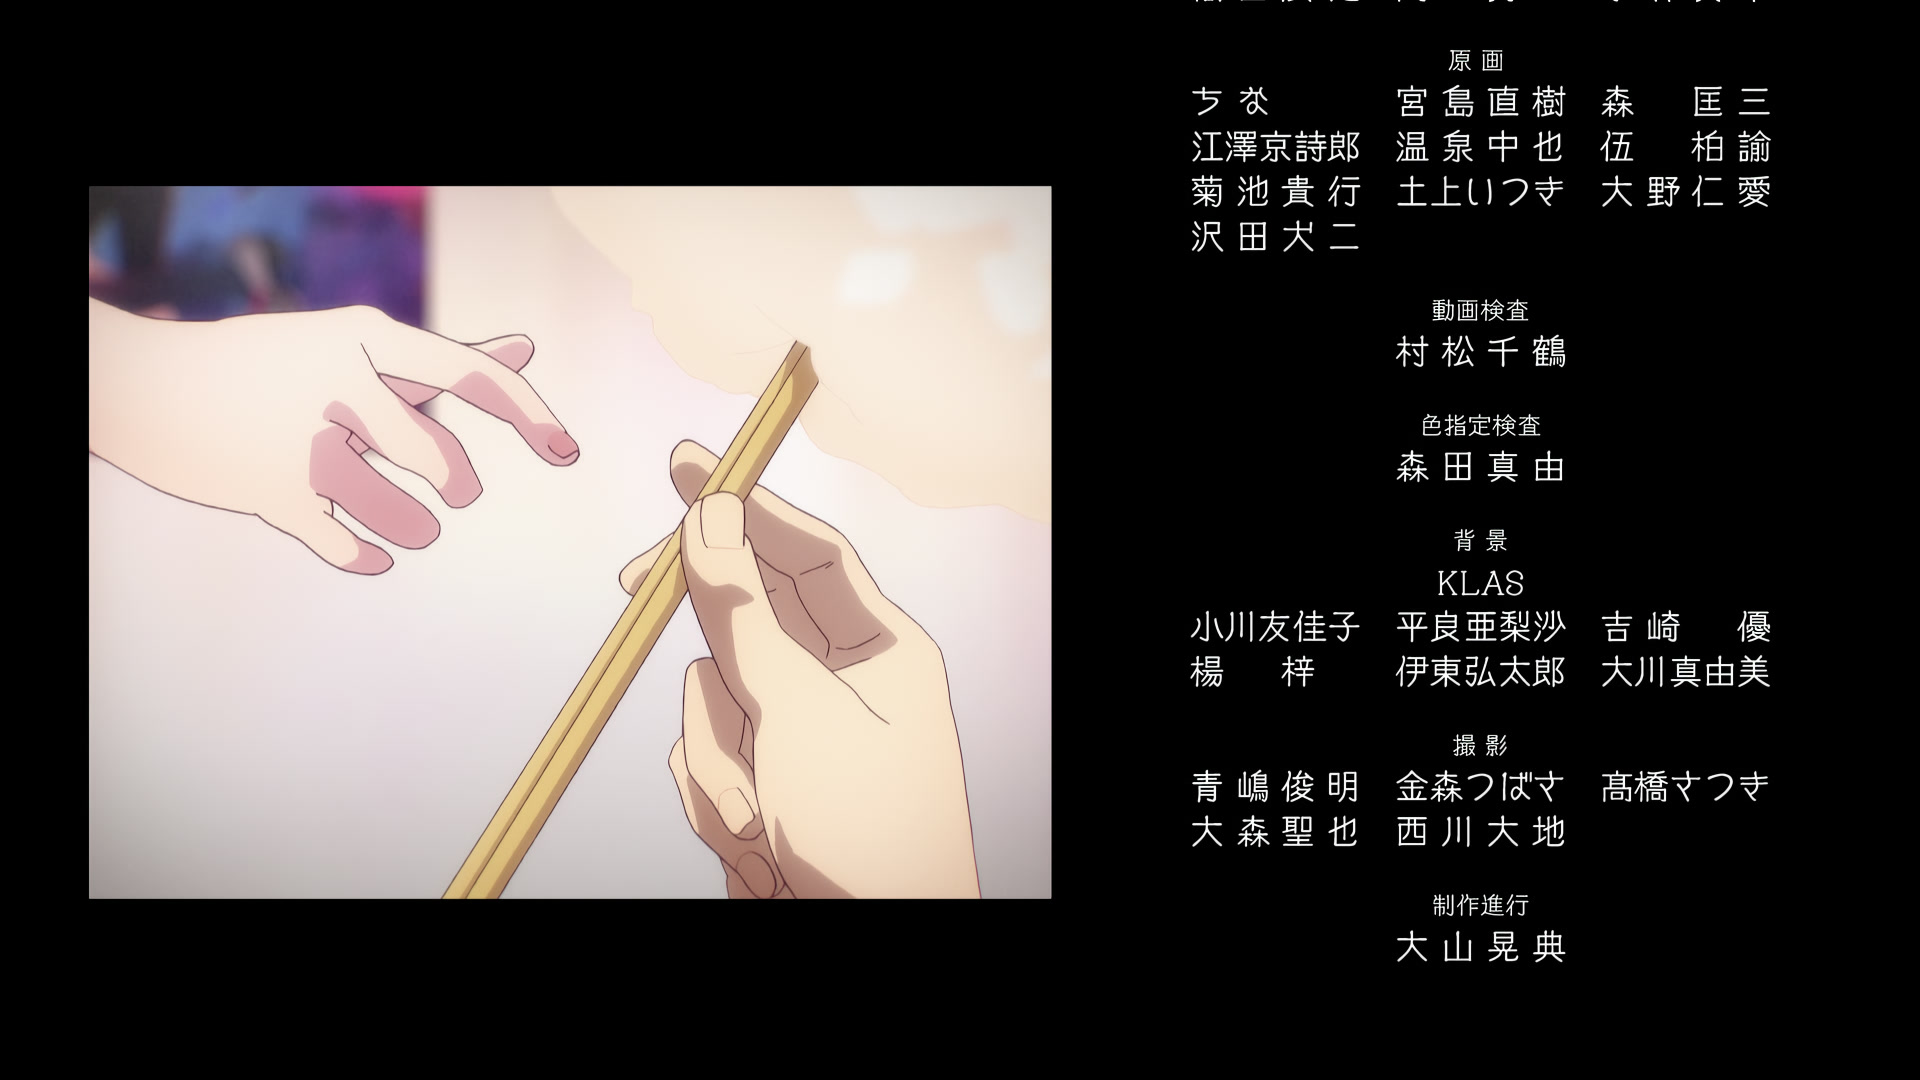 原画
ちな 宮島直樹 森匡三
江澤京詩郎 温泉中也 伍柏諭
菊池貴行 土上いつき 大野仁愛
沢田犬二
動画検査
村松千鶴
色指定検査
森田真由
背景
KLAS
小川友佳子 平良亜梨沙 吉崎優
楊梓 伊東弘太郎 大川真由美
撮影
青嶋俊明 金森つばさ 髙橋さつき
大森聖也 西川大地
制作進行
大山晃典